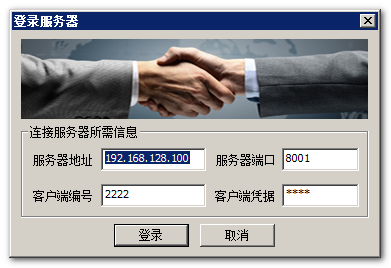 登录服务器
连接服务器所需信息
服务器地址 192.168.128.100 服务器端口 8001
客户端编号 2222 客户端凭据 ****
登录 取消